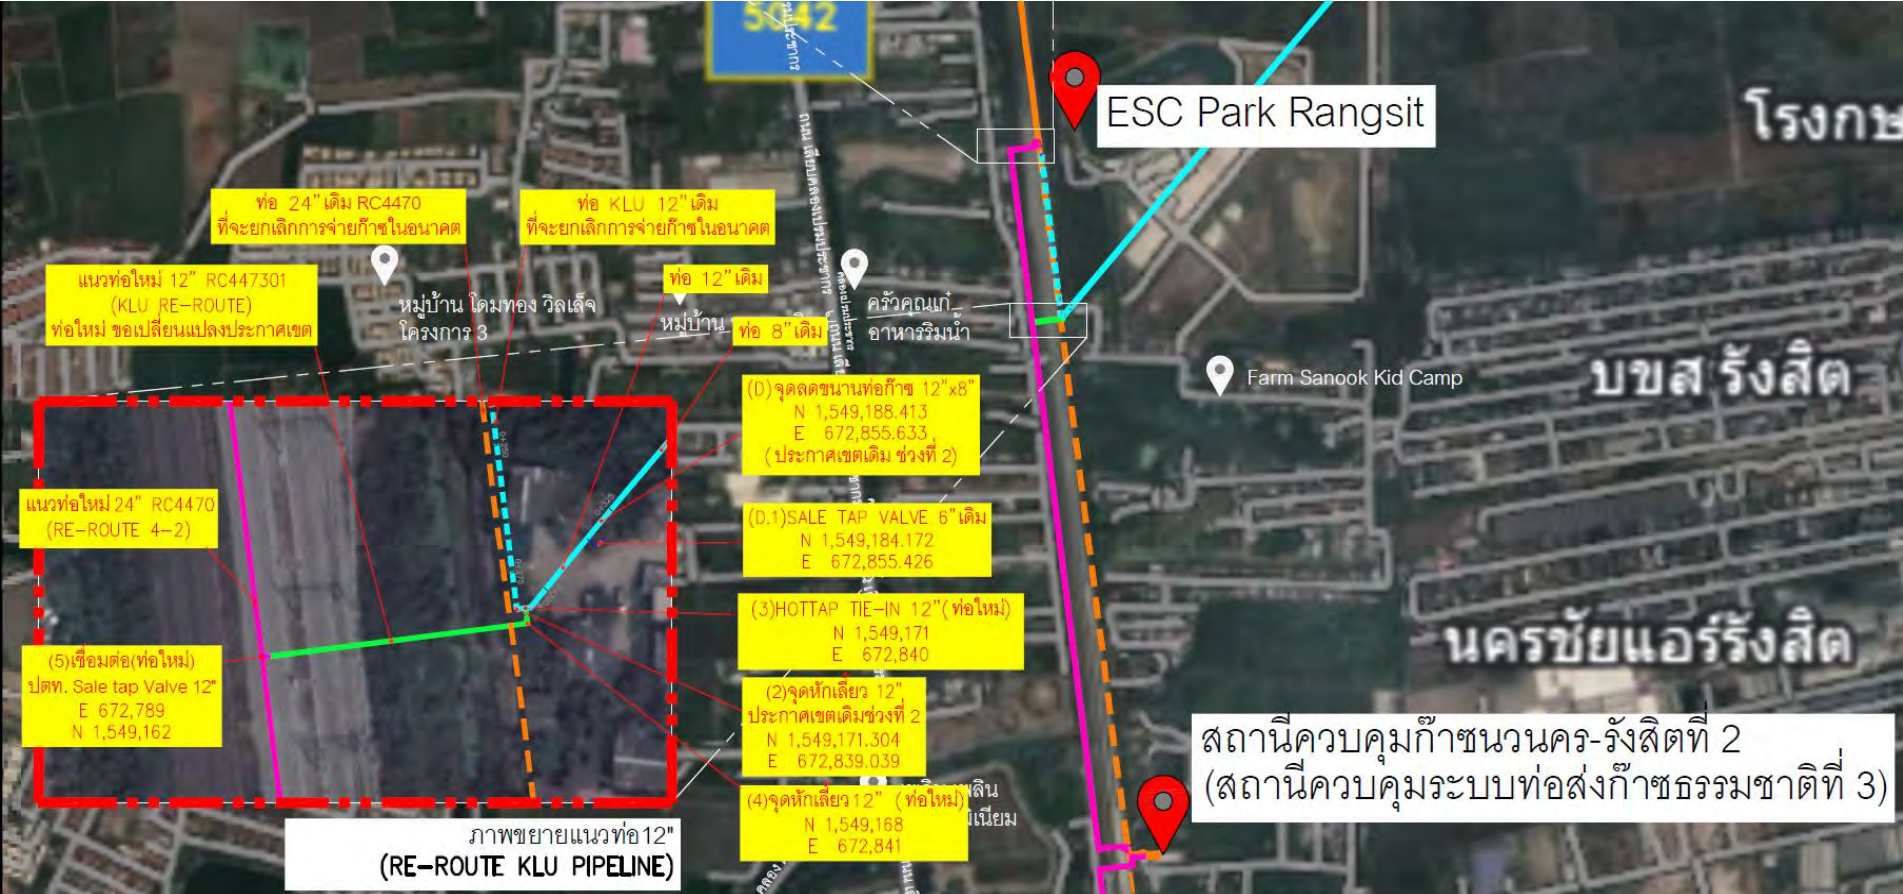 5042
ESC Park Rangsit
โรงกษ
ท่อ 24" เดิม RC4470
ที่จะยกเลิกการจ่ายก๊าซในอนาคต
ท่อ KLU 12" เดิม
ที่จะยกเลิกการจ่ายก๊าซในอนาคต
แนวท่อใหม่ 12" RC447301
(KLU RE-ROUTE)
ท่อใหม่ ขอเปลี่ยนแปลงประกาศเขต
ท่อ 12" เดิม
หมู่บ้าน โดมทอง วิลเล็จ
โครงการ 3
หมู่บ้าน
ท่อ 8" เดิม
ครัวคุณเก๋
อาหารริมน้ำ
Farm Sanook Kid Camp
บขส รังสิต
(D)จุดลดขนานท่อก๊าซ 12"x8"
N 1,549,188.413
E 672,855.633
(ประกาศเขตเดิม ช่วงที่ 2)
แนวท่อใหม่ 24" RC4470
(RE-ROUTE 4-2)
(D.1)SALE TAP VALVE 6" เดิม
N 1,549,184.172
E 672,855.426
(3)HOTTAP TIE-IN 12"(ท่อใหม่)
N 1,549,171
E 672,840
นครชัยแอร์รังสิต
(5)เชื่อมต่อ(ท่อใหม่)
ปตท. Sale tap Valve 12"
E 672,789
N 1,549,162
(2)จุดหักเลี้ยว 12"
ประกาศเขตเดิมช่วงที่ 2
N 1,549,171.304
E 672,839.039
สถานีควบคุมก๊าซนวนคร-รังสิตที่ 2
(สถานีควบคุมระบบท่อส่งก๊าซธรรมชาติที่ 3)
(4)จุดหักเลี้ยว 12" (ท่อใหม่)
N 1,549,168
E 672,841
ภาพขยายแนวท่อ12"
(RE-ROUTE KLU PIPELINE)